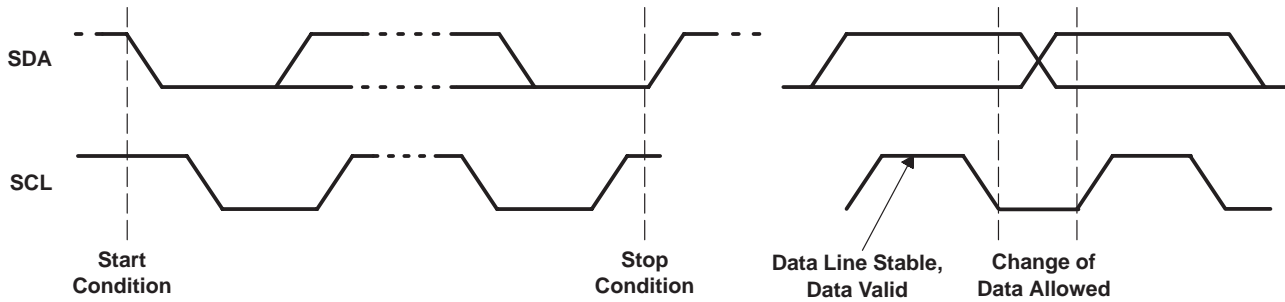 SDA
SCL
Start
Condition
Stop
Condition
Data Line Stable,
Data Valid
Change of
Data Allowed